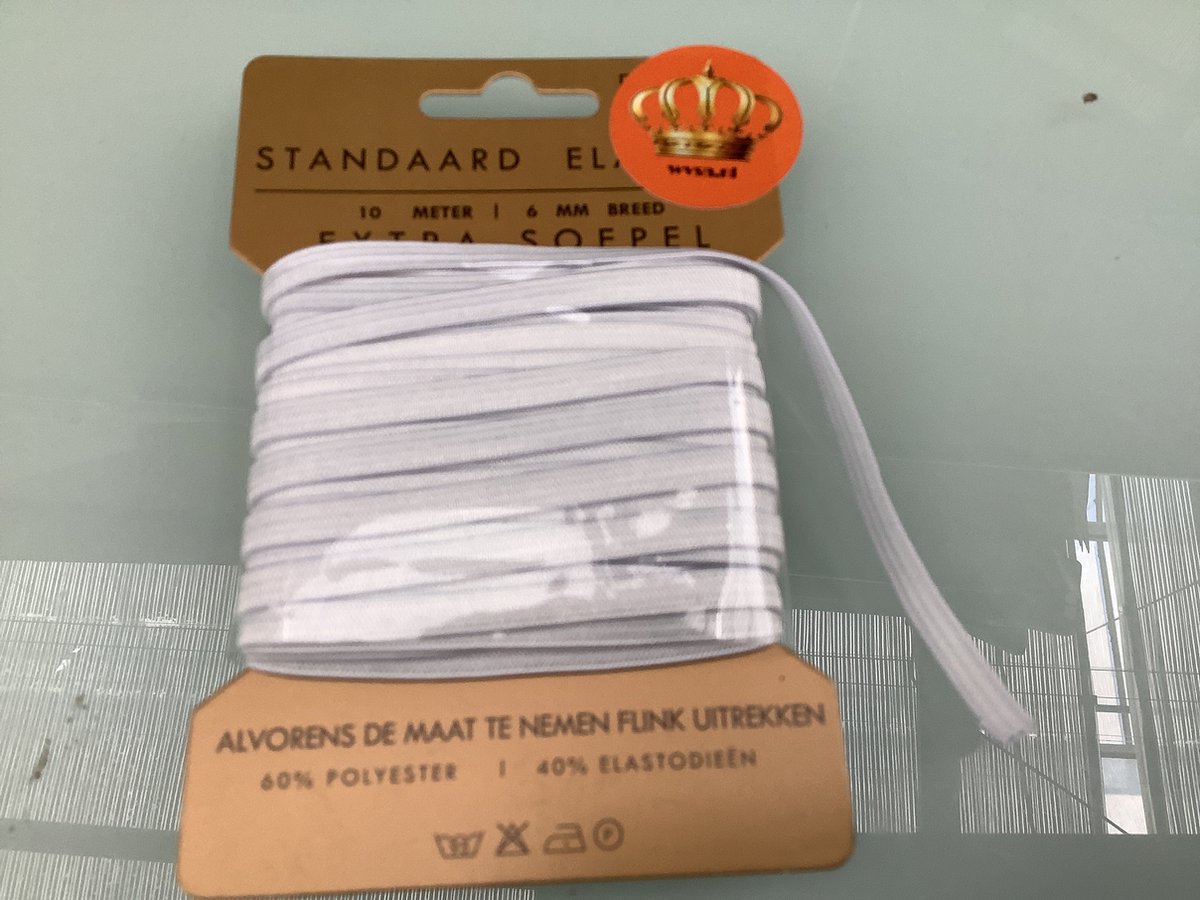 STANDAARD ELA
10 METER | 6 MM BREED
EXTRA SOEPEL
ALVORENS DE MAAT TE NEMEN FLINK UITREKKEN
60% POLYESTER | 40% ELASTODIEËN
P